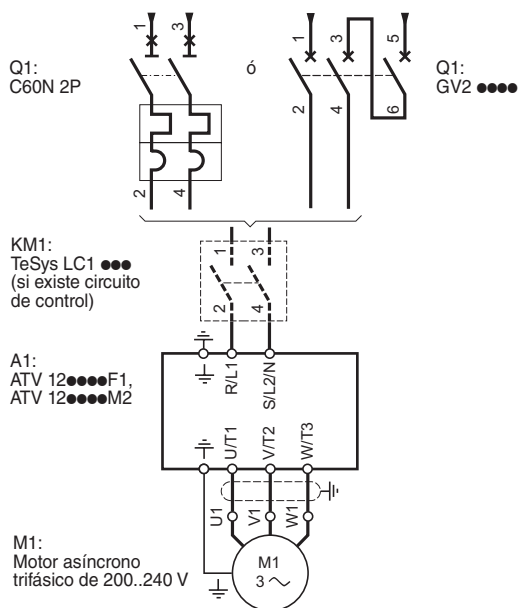 1
3
Q1:
C60N 2P
2
4
ó
1
3
5
2
4
6
Q1:
GV2 ●●●●
KM1:
TeSys LC1 ●●●
(si existe circuito
de control)
1
3
2
4
A1:
ATV 12●●●●F1,
ATV 12●●●●M2
R/L1
S/L2/N
U/T1
V/T2
W/T3
U1
V1
W1
M1:
Motor asíncrono
trifásico de 200..240 V
M1
3 ~